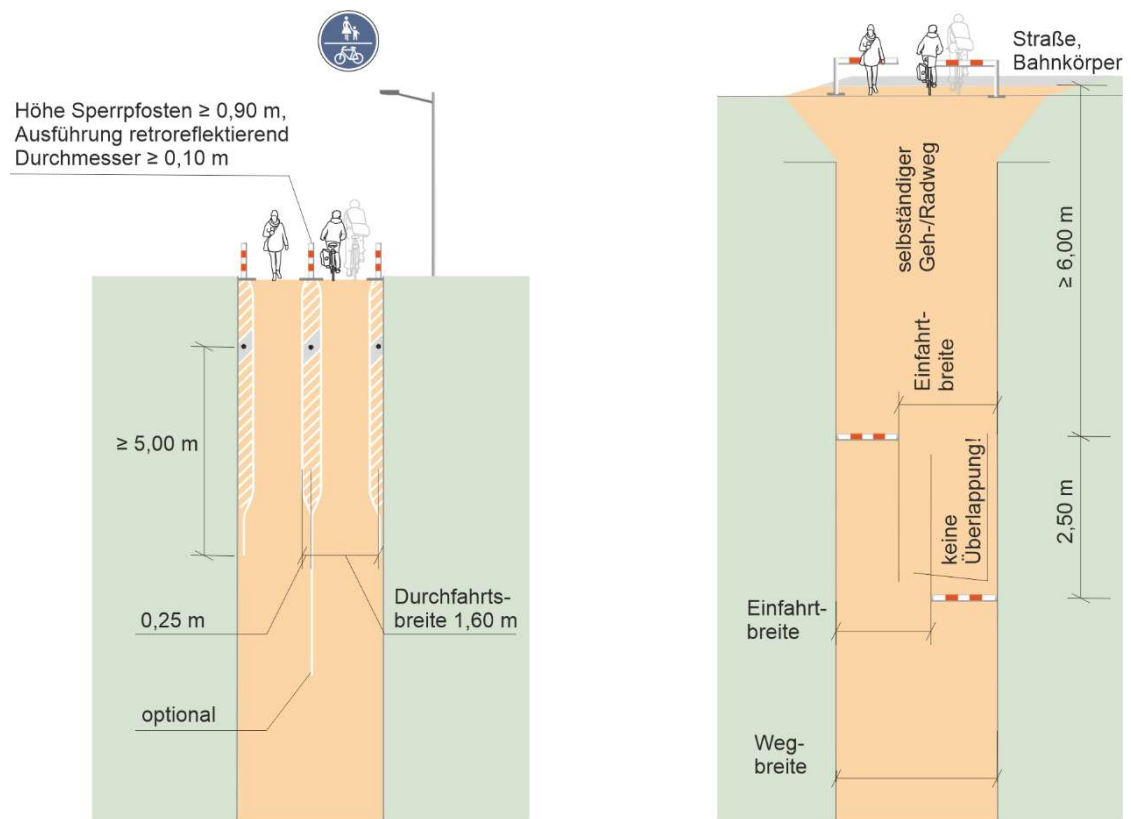 Höhe Sperrpfosten ≥ 0,90 m,
Ausführung retroreflektierend
Durchmesser ≥ 0,10 m
≥ 5,00 m
0,25 m
Durchfahrts-
breite 1,60 m
optional
Straße,
Bahnkörper
selbständiger
Geh-/Radweg
≥ 6,00 m
Einfahrt-
breite
keine
Überlappung!
2,50 m
Einfahrt-
breite
Weg-
breite